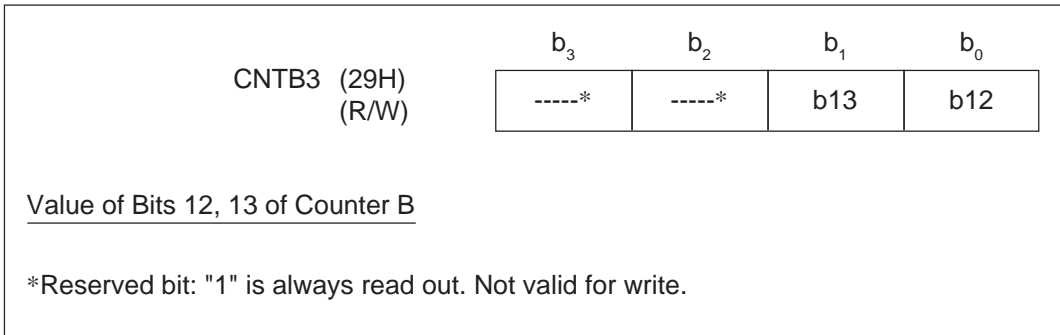 b3 b2 b1 b0
CNTB3 (29H)
(R/W)
-----* -----* b13 b12
Value of Bits 12, 13 of Counter B
*Reserved bit: "1" is always read out. Not valid for write.